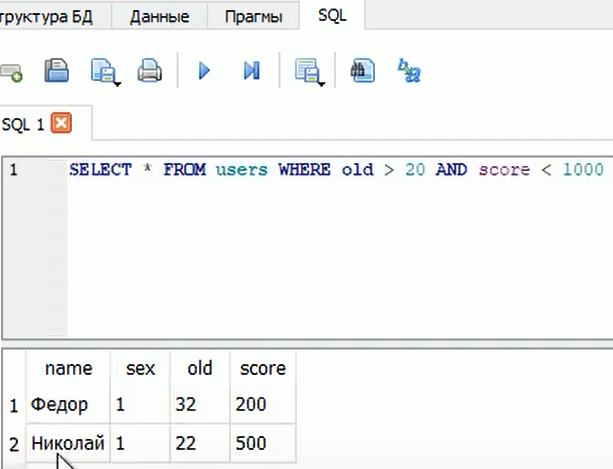 труктура БД Данные Прагмы SQL
SQL 1
1 SELECT * FROM users WHERE old > 20 AND score < 1000
name sex old score
1 Федор 1 32 200
2 Николай 1 22 500